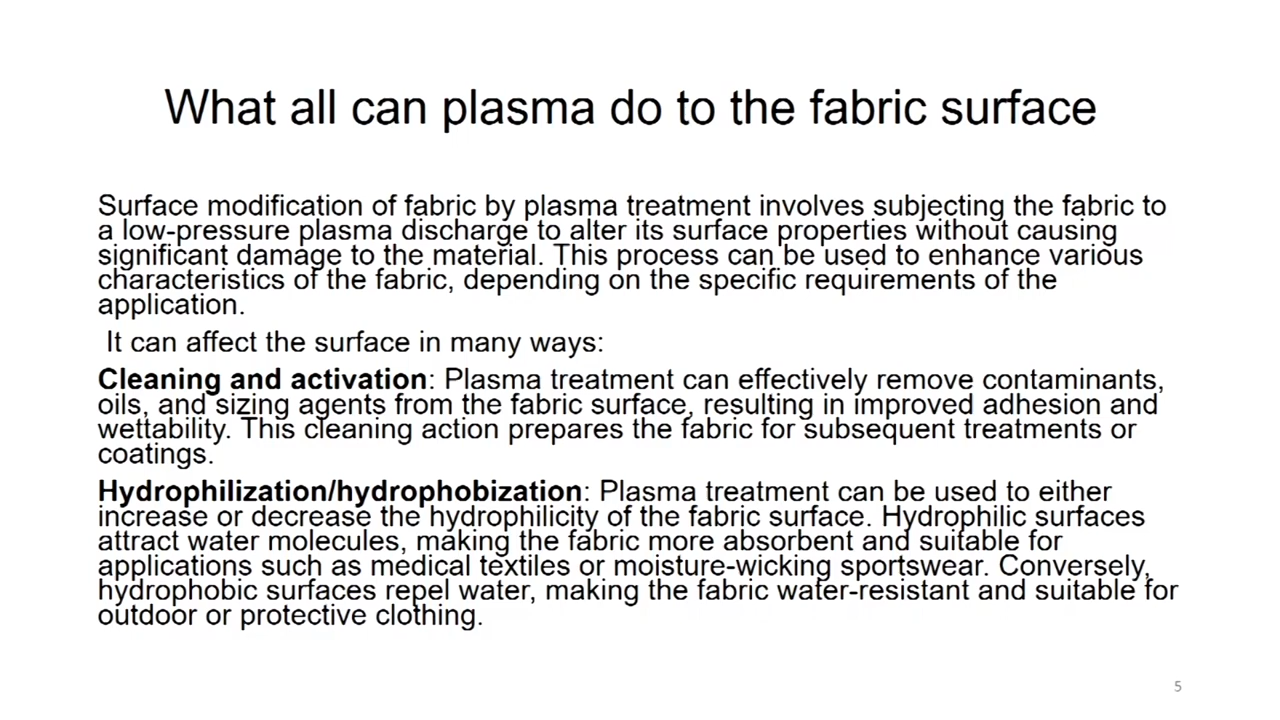 What all can plasma do to the fabric surface
Surface modification of fabric by plasma treatment involves subjecting the fabric to
a low-pressure plasma discharge to alter its surface properties without causing
significant damage to the material. This process can be used to enhance various
characteristics of the fabric, depending on the specific requirements of the
application.
It can affect the surface in many ways:
Cleaning and activation: Plasma treatment can effectively remove contaminants,
oils, and sizing agents from the fabric surface, resulting in improved adhesion and
wettability. This cleaning action prepares the fabric for subsequent treatments or
coatings.
Hydrophilization/hydrophobization: Plasma treatment can be used to either
increase or decrease the hydrophilicity of the fabric surface. Hydrophilic surfaces
attract water molecules, making the fabric more absorbent and suitable for
applications such as medical textiles or moisture-wicking sportswear. Conversely,
hydrophobic surfaces repel water, making the fabric water-resistant and suitable for
outdoor or protective clothing.
5